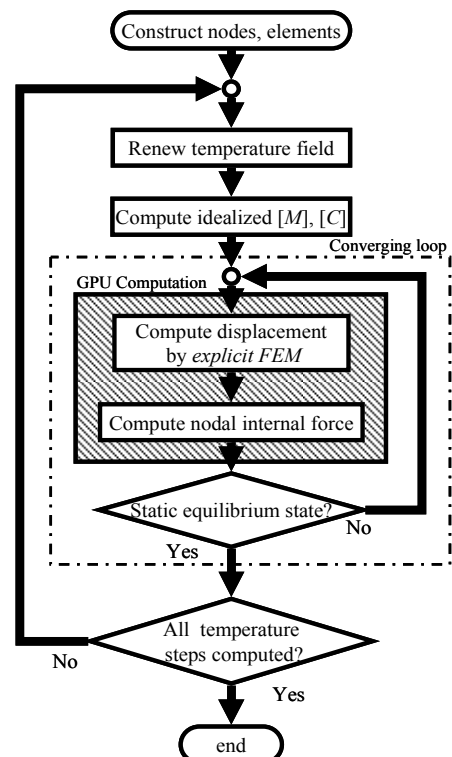 Construct nodes, elements
Renew temperature field
Compute idealized [M], [C]
Converging loop
GPU Computation
Compute displacement
by explicit FEM
Compute nodal internal force
Static equilibrium state?
No
Yes
All temperature
steps computed?
No
Yes
end